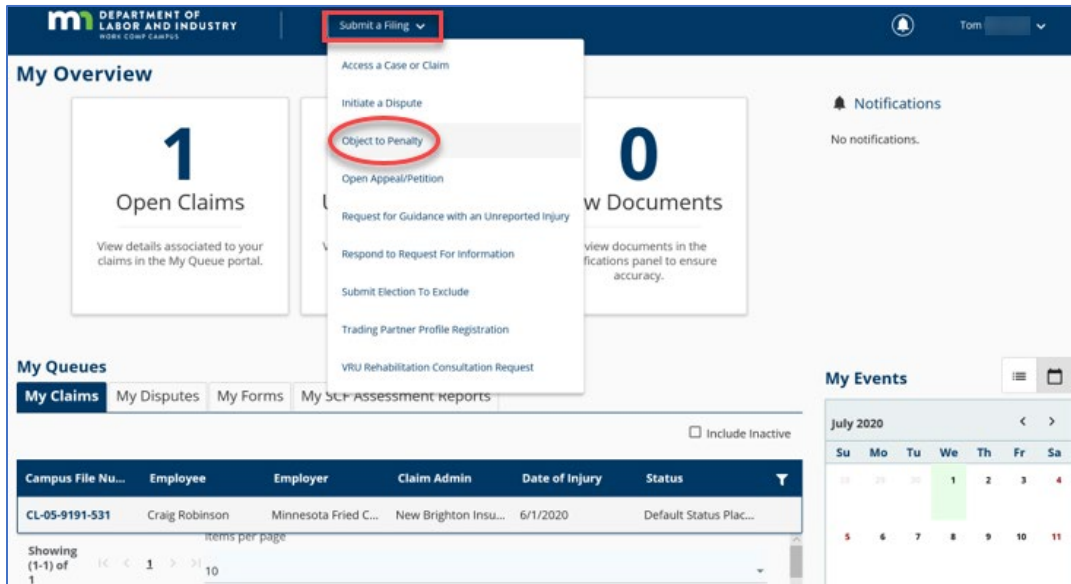 DEPARTMENT OF
LABOR AND INDUSTRY
WORK COMP CAMPUS
Submit a Filing
Tom
My Overview
Access a Case or Claim
Initiate a Dispute
Object to Penalty
Open Appeal/Petition
Request for Guidance with an Unreported Injury
Respond to Request For Information
Submit Election To Exclude
Trading Partner Profile Registration
VRU Rehabilitation Consultation Request
1
Open Claims
View details associated to your
claims in the My Queue portal.
0
w Documents
view documents in the
fications panel to ensure
accuracy.
Notifications
No notifications.
My Queues
My Claims My Disputes My Forms My SCF Assessment Reports
Include Inactive
Campus File Nu... Employee Employer Claim Admin Date of Injury Status
CL-05-9191-531 Craig Robinson Minnesota Fried C... New Brighton Insu... 6/1/2020 Default Status Plac...
Showing
(1-1) of
1
1
Items per page
10
My Events
July 2020
Su Mo Tu We Th Fr Sa
28 29 30 1 2 3 4
5 6 7 8 9 10 11